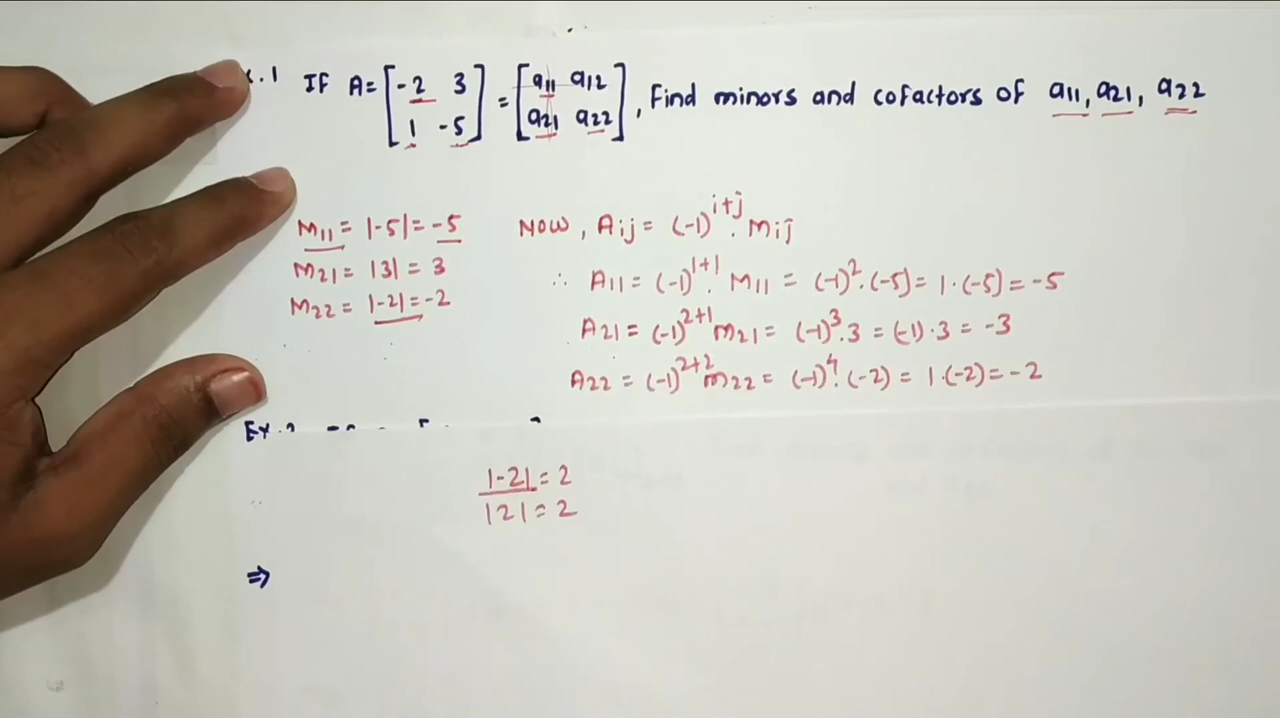 .1 IF A= [-2 3 1 -5] = [a11 a12 a21 a22], Find minors and cofactors of a11, a21, a22
M11 = |-5| = -5
M21 = |3| = 3
M22 = |-2| = -2
Now, Aij = (-1)^i+j . Mij
∴ A11 = (-1)^1+1 . M11 = (-1)^2 . (-5) = 1 . (-5) = -5
A21 = (-1)^2+1 M21 = (-1)^3 . 3 = (-1) . 3 = -3
A22 = (-1)^2+2 M22 = (-1)^4 . (-2) = 1 . (-2) = -2
Ex.
|-2| = 2
|2| = 2
⇒